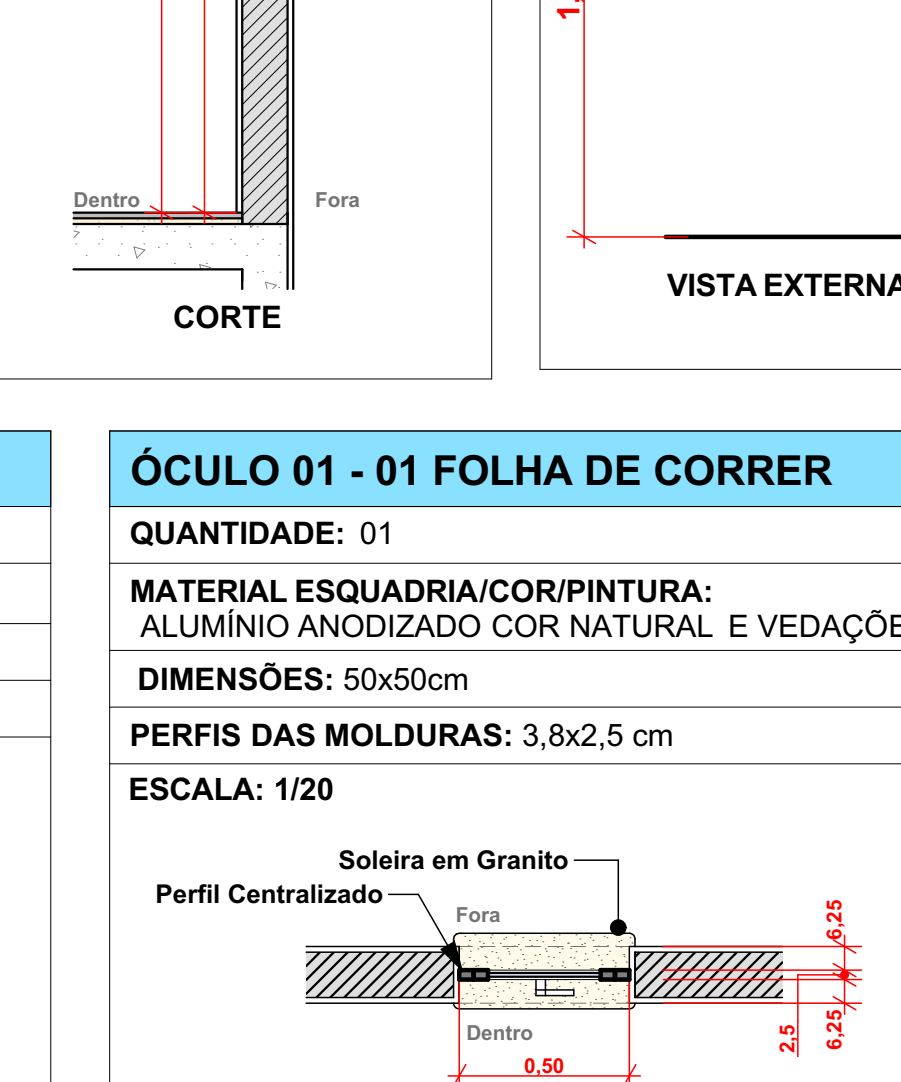 1,
Dentro
Fora
CORTE
VISTA EXTERNA
ÓCULO 01 - 01 FOLHA DE CORRER
QUANTIDADE: 01
MATERIAL ESQUADRIA/COR/PINTURA:
ALUMÍNIO ANODIZADO COR NATURAL E VEDAÇÕE
DIMENSÕES: 50x50cm
PERFIS DAS MOLDURAS: 3,8x2,5 cm
ESCALA: 1/20
Soleira em Granito
Perfil Centralizado
Fora
6,25
Dentro
2,5
6,25
0,50